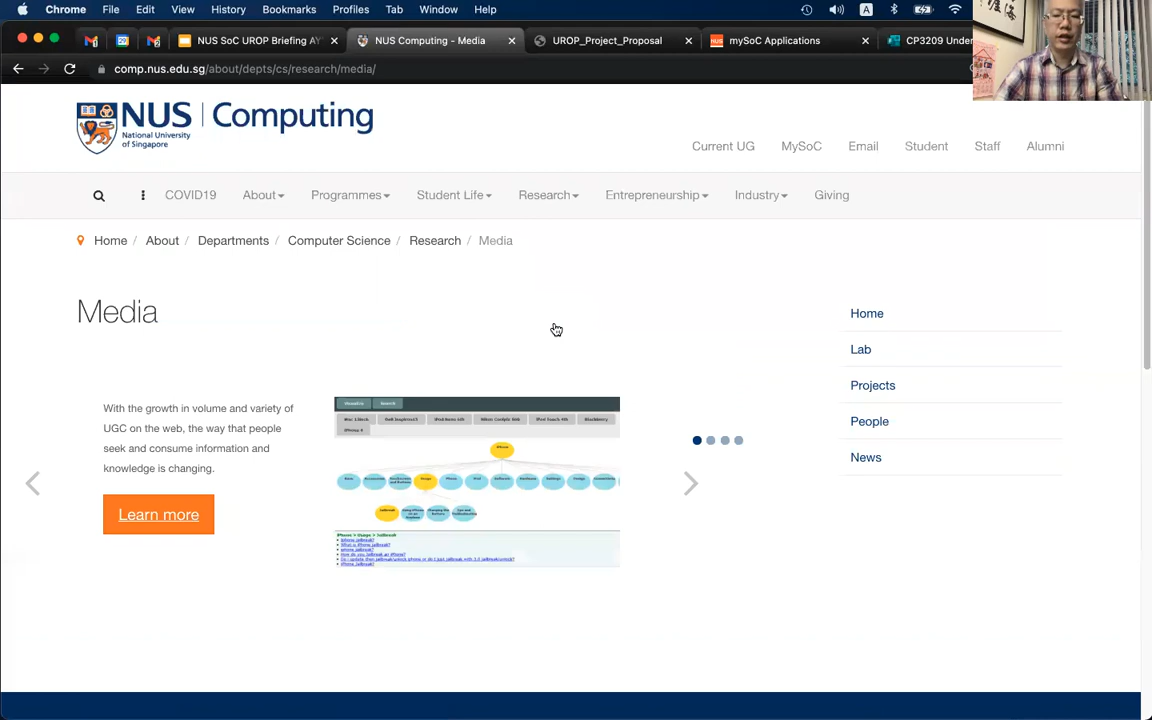 Chrome File Edit View History Bookmarks Profiles Tab Window Help
NUS SoC UROP Briefing AY
NUS Computing - Media
UROP_Project_Proposal
mySoC Applications
CP3209 Under
comp.nus.edu.sg/about/depts/cs/research/media/
NUS Computing
National University
of Singapore
Current UG MySoC Email Student Staff Alumni
COVID19 About Programmes Student Life Research Entrepreneurship Industry Giving
Home / About / Departments / Computer Science / Research / Media
Media
Home
Lab
Projects
People
News
With the growth in volume and variety of
UGC on the web, the way that people
seek and consume information and
knowledge is changing.
Learn more